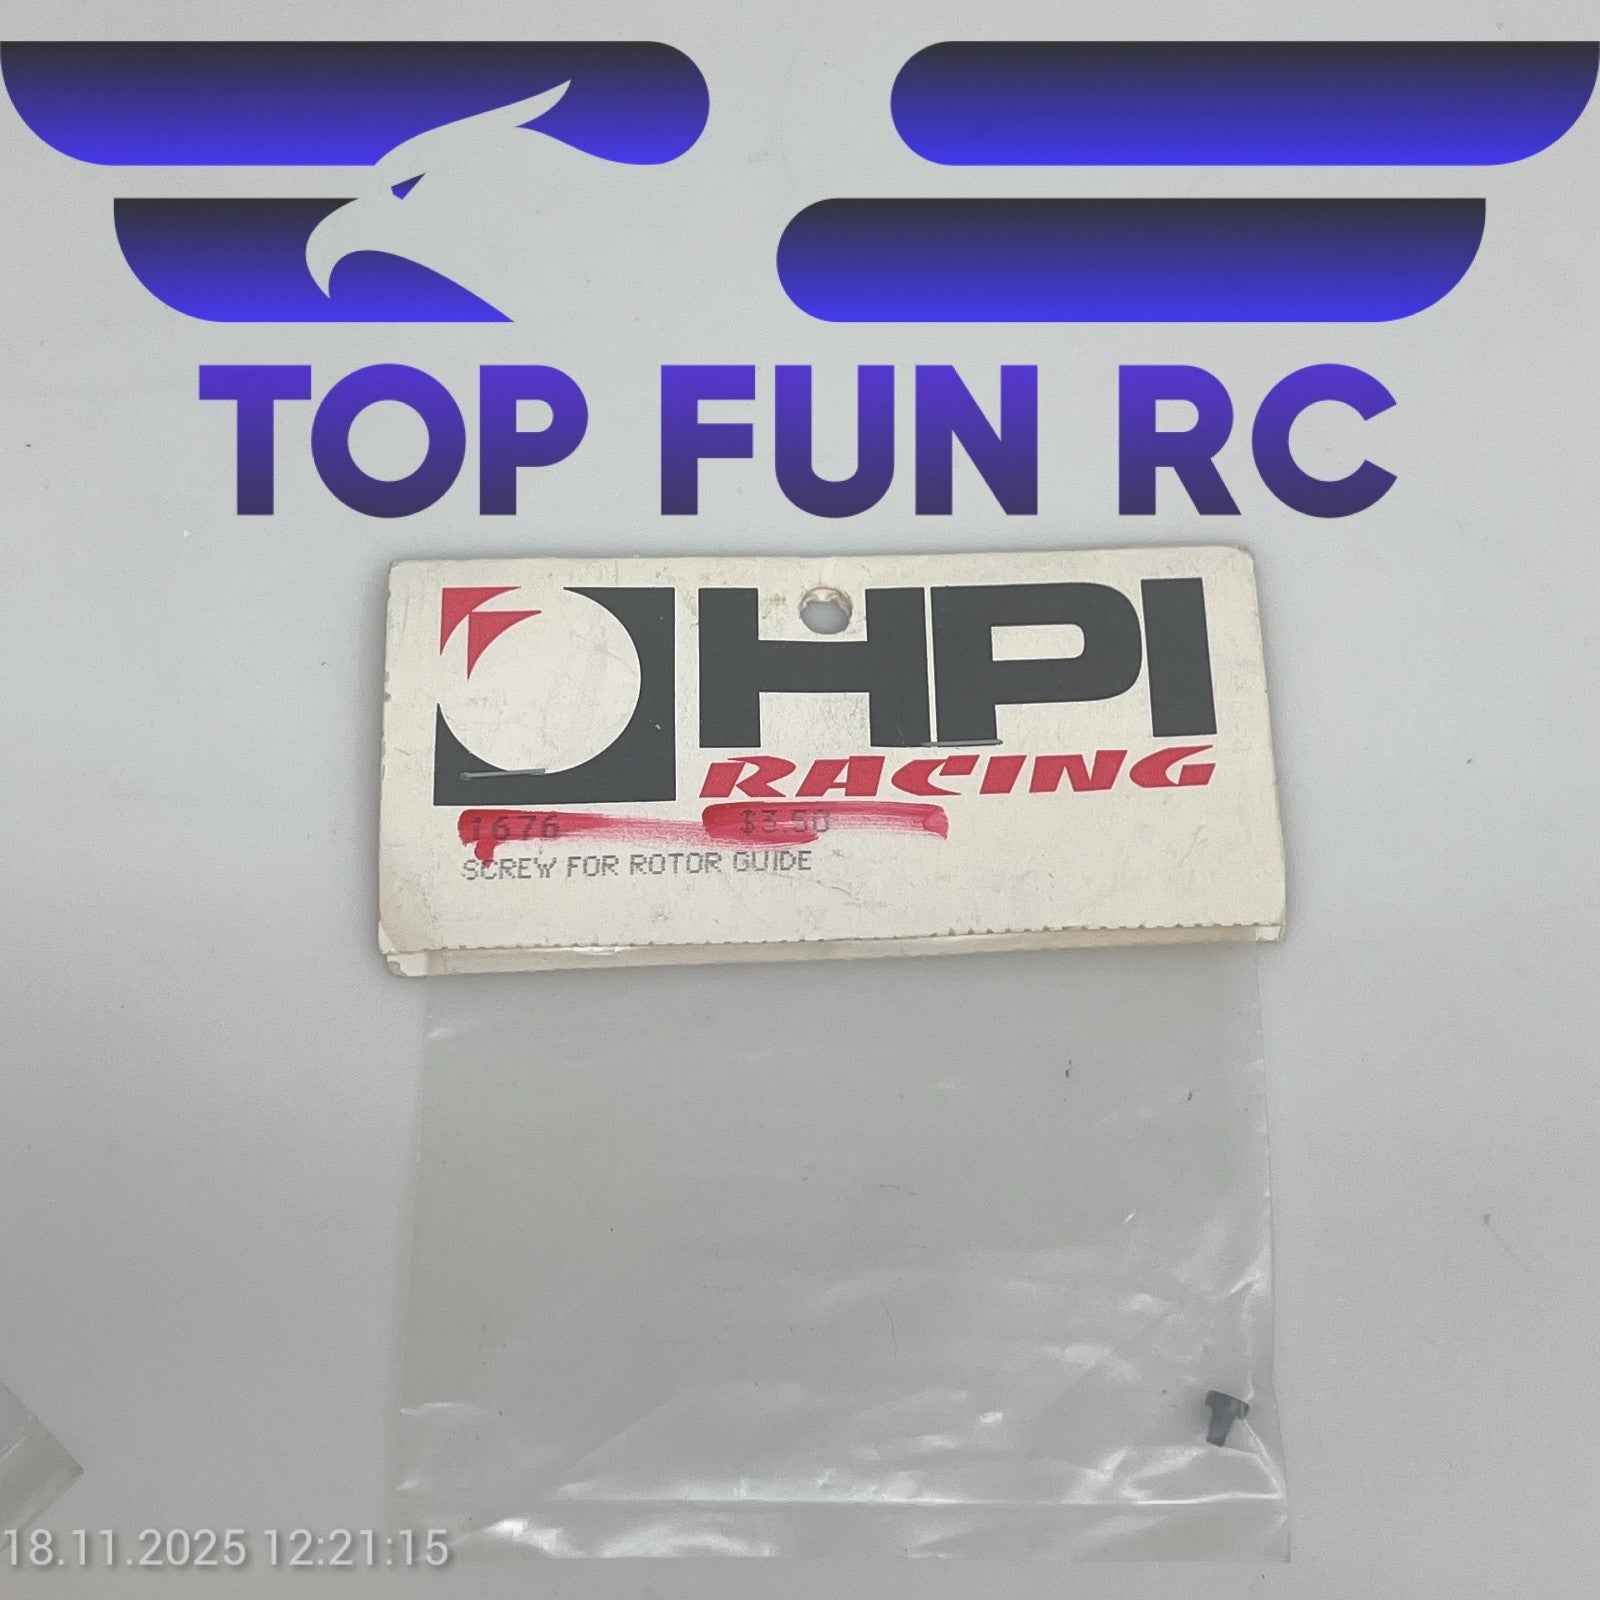 TOP FUN RC
HPI
RACING
1676 $3.50
SCREW FOR ROTOR GUIDE
18.11.2025 12:21:15